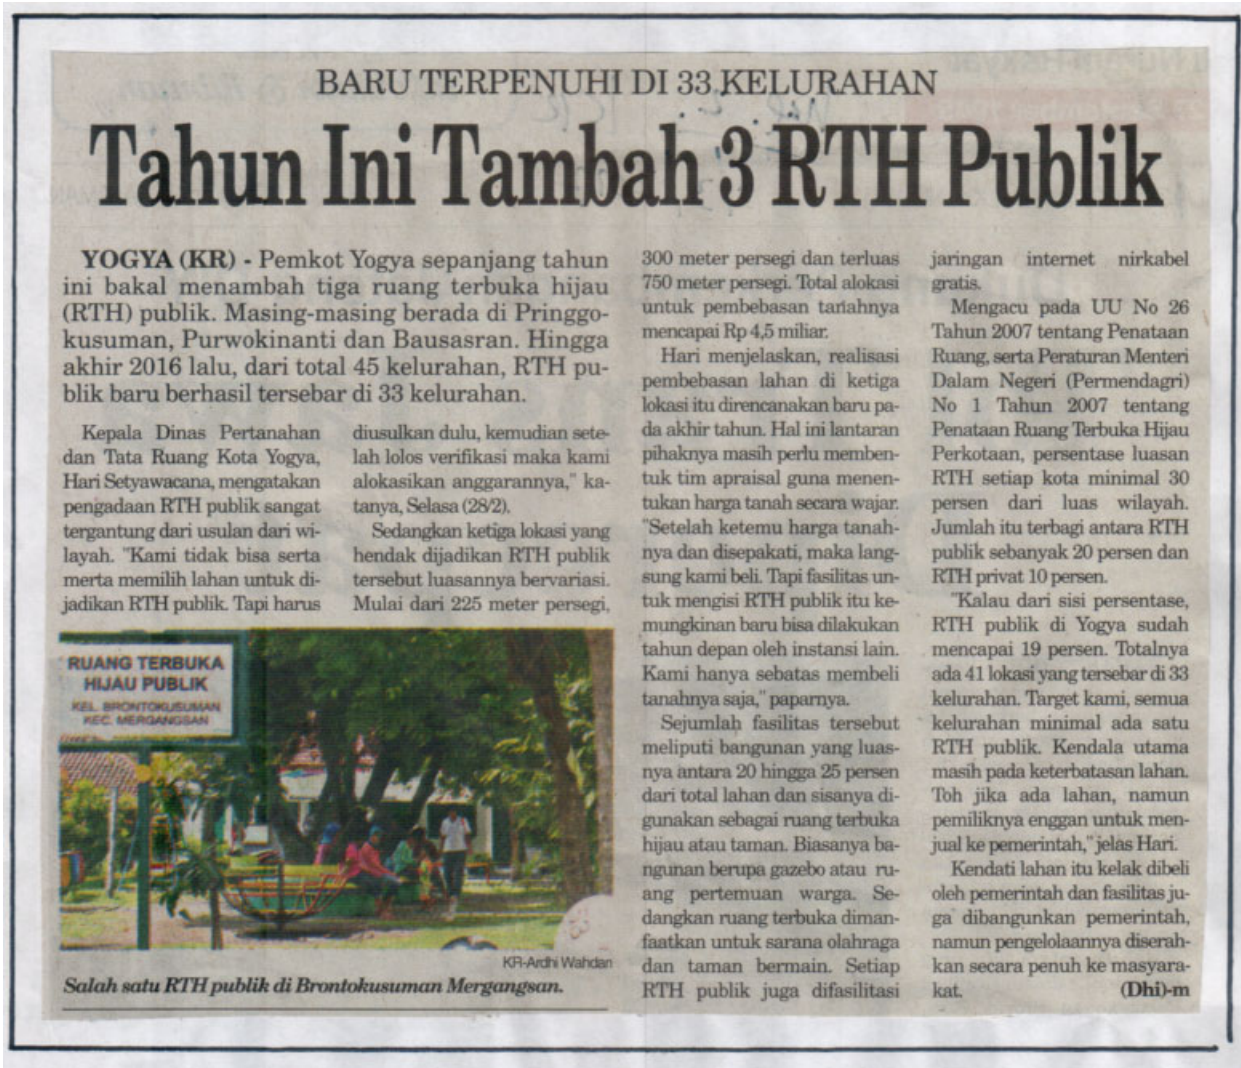 BARU TERPENUHI DI 33 KELURAHAN
Tahun Ini Tambah 3 RTH Publik
YOGYA (KR) - Pemkot Yogya sepanjang tahun
ini bakal menambah tiga ruang terbuka hijau
(RTH) publik. Masing-masing berada di Pringgo-
kusuman, Purwokinanti dan Bausasran. Hingga
akhir 2016 lalu, dari total 45 kelurahan, RTH pu-
blik baru berhasil tersebar di 33 kelurahan.
Kepala Dinas Pertanahan
dan Tata Ruang Kota Yogya,
Hari Setyawacana, mengatakan
pengadaan RTH publik sangat
tergantung dari usulan dari wi-
layah. "Kami tidak bisa serta
merta memilih lahan untuk di-
jadikan RTH publik. Tapi harus
diusulkan dulu, kemudian sete-
lah lolos verifikasi maka kami
alokasikan anggarannya," ka-
tanya, Selasa (28/2).
Sedangkan ketiga lokasi yang
hendak dijadikan RTH publik
tersebut luasannya bervariasi.
Mulai dari 225 meter persegi,
RUANG TERBUKA
HIJAU PUBLIK
KEL. BRONTOKUSUMAN
KEC. MERGANGSAN
KR-Ardhi Wahdan
Salah satu RTH publik di Brontokusuman Mergangsan.
300 meter persegi dan terluas
750 meter persegi. Total alokasi
untuk pembebasan tanahnya
mencapai Rp 4,5 miliar.
Hari menjelaskan, realisasi
pembebasan lahan di ketiga
lokasi itu direncanakan baru pa-
da akhir tahun. Hal ini lantaran
pihaknya masih perlu memben-
tuk tim apraisal guna menen-
tukan harga tanah secara wajar.
"Setelah ketemu harga tanah-
nya dan disepakati, maka lang-
sung kami beli. Tapi fasilitas un-
tuk mengisi RTH publik itu ke-
mungkinan baru bisa dilakukan
tahun depan oleh instansi lain.
Kami hanya sebatas membeli
tanahnya saja," paparnya.
Sejumlah fasilitas tersebut
meliputi bangunan yang luas-
nya antara 20 hingga 25 persen
dari total lahan dan sisanya di-
gunakan sebagai ruang terbuka
hijau atau taman. Biasanya ba-
ngunan berupa gazebo atau ru-
ang pertemuan warga. Se-
dangkan ruang terbuka diman-
faatkan untuk sarana olahraga
dan taman bermain. Setiap
RTH publik juga difasilitasi
jaringan internet nirkabel
gratis.
Mengacu pada UU No 26
Tahun 2007 tentang Penataan
Ruang, serta Peraturan Menteri
Dalam Negeri (Permendagri)
No 1 Tahun 2007 tentang
Penataan Ruang Terbuka Hijau
Perkotaan, persentase luasan
RTH setiap kota minimal 30
persen dari luas wilayah.
Jumlah itu terbagi antara RTH
publik sebanyak 20 persen dan
RTH privat 10 persen.
"Kalau dari sisi persentase,
RTH publik di Yogya sudah
mencapai 19 persen. Totalnya
ada 41 lokasi yang tersebar di 33
kelurahan. Target kami, semua
kelurahan minimal ada satu
RTH publik. Kendala utama
masih pada keterbatasan lahan.
Toh jika ada lahan, namun
pemiliknya enggan untuk men-
jual ke pemerintah," jelas Hari.
Kendati lahan itu kelak dibeli
oleh pemerintah dan fasilitas ju-
ga dibangunkan pemerintah,
namun pengelolaannya diserah-
kan secara penuh ke masyara-
kat. (Dhi)-m